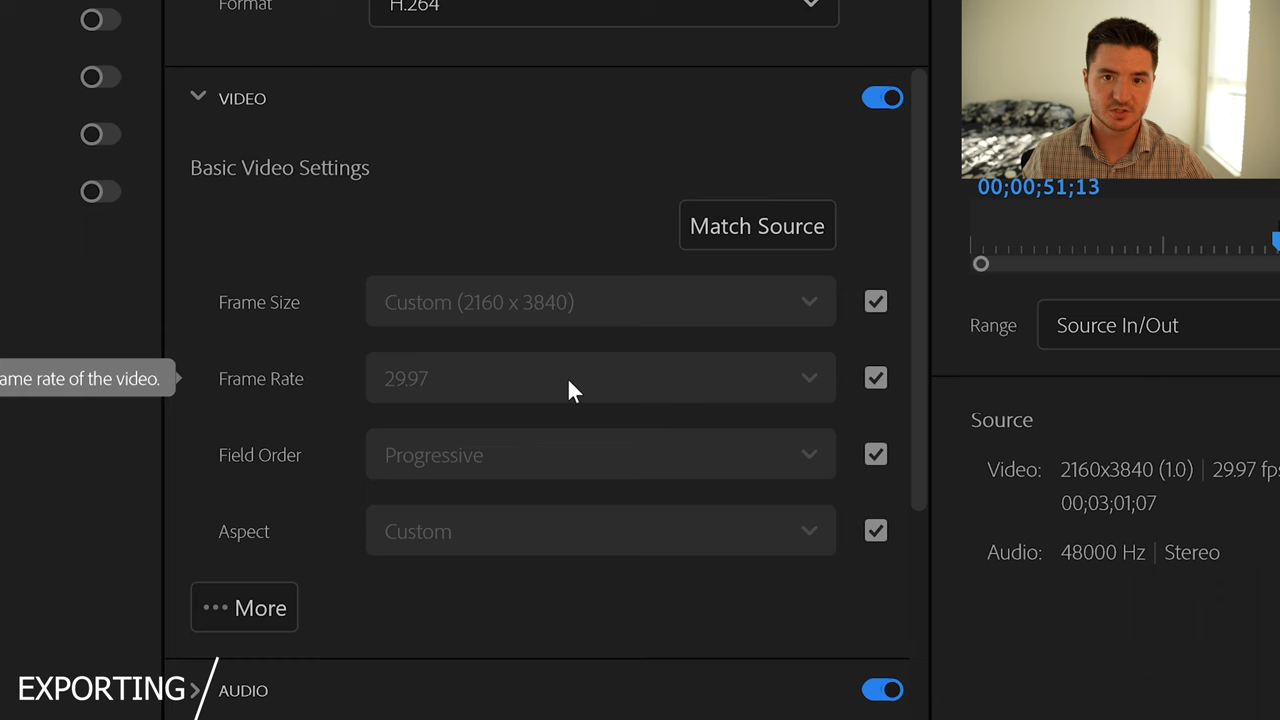 Format
H.264
VIDEO
Basic Video Settings
Match Source
Frame Size
Custom (2160 x 3840)
ame rate of the video.
Frame Rate
29.97
Field Order
Progressive
Aspect
Custom
••• More
EXPORTING
AUDIO
00;00;51;13
Range
Source In/Out
Source
Video: 2160x3840 (1.0) | 29.97 fps
00;03;01;07
Audio: 48000 Hz | Stereo